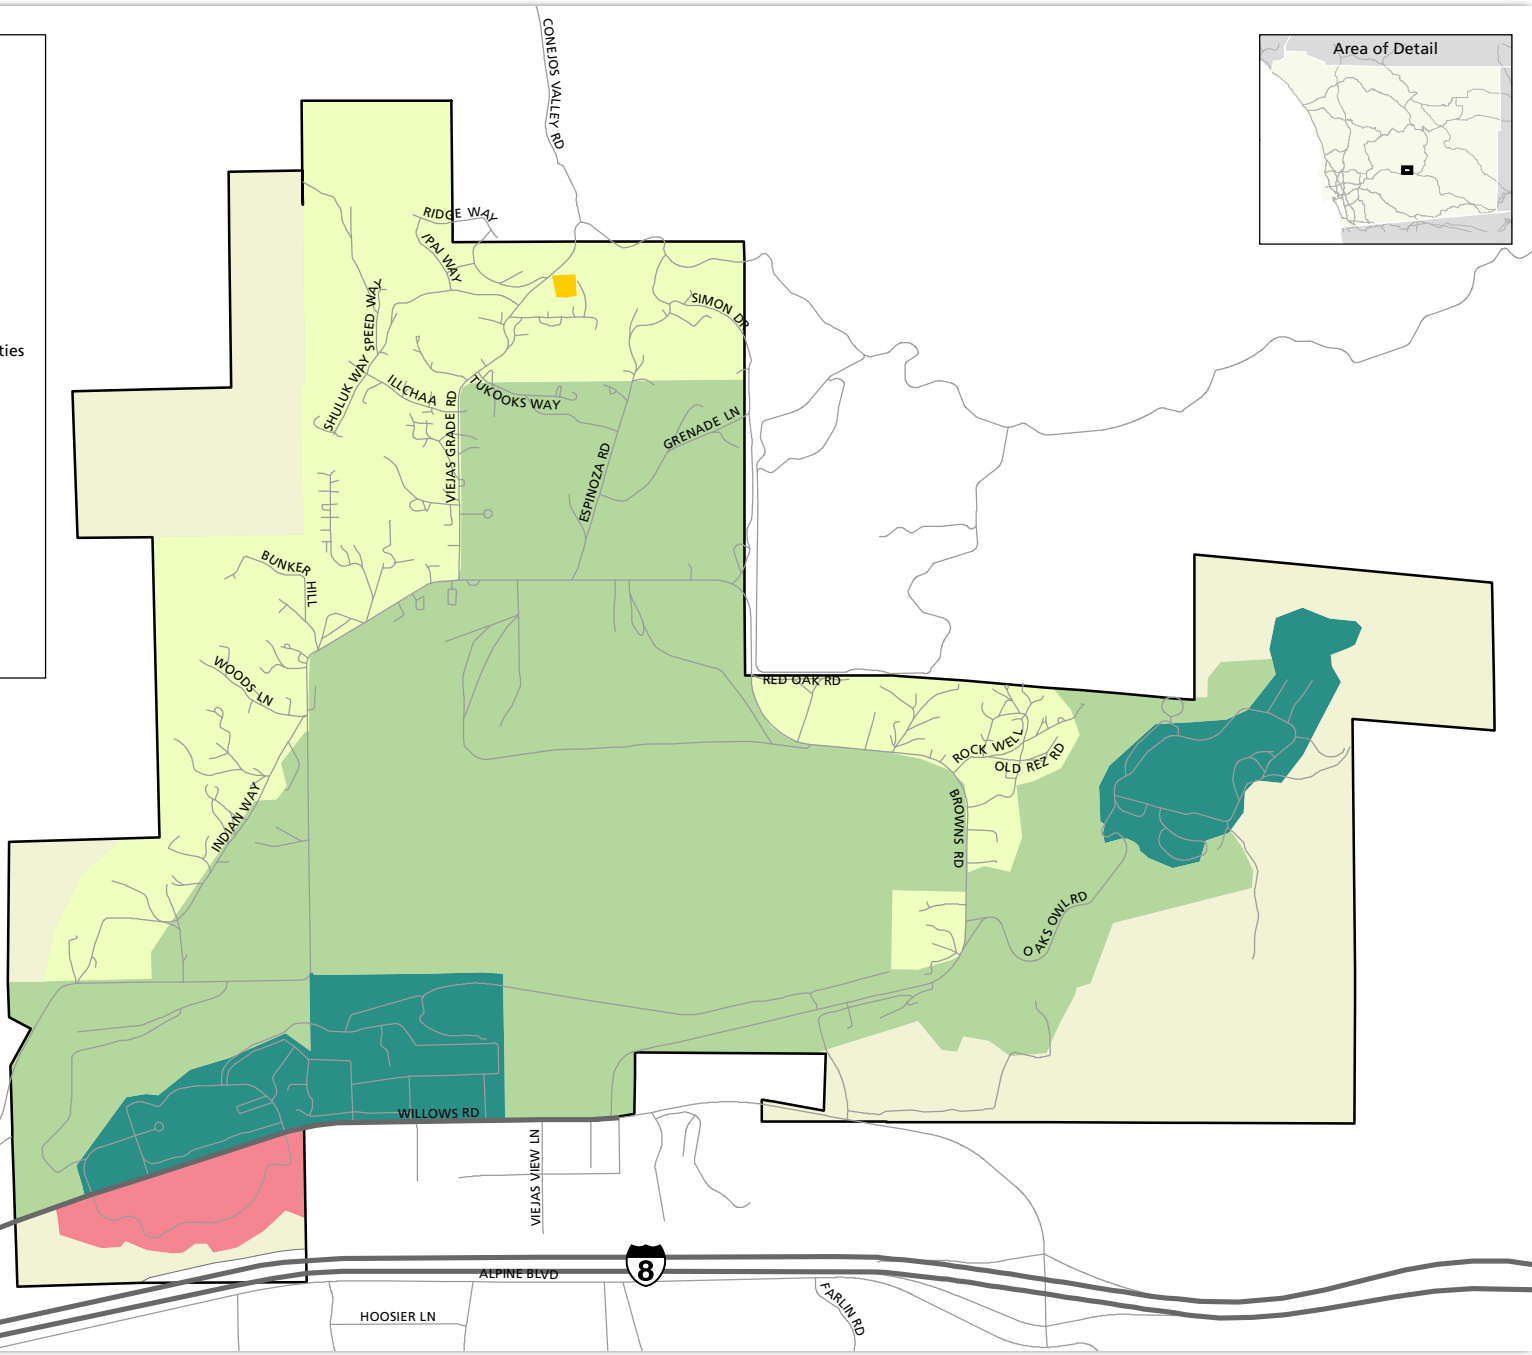 CONEJOS VALLEY RD
Area of Detail
RIDGE WAY
IPAI WAY
SIMON DR
SPEED WAY
ties
SHULUK WAY
ILLCHAA
TUKOOKS WAY
VIEJAS GRADE RD
GRENADE LN
ESPINOZA RD
BUNKER HILL
WOODS LN
RED OAK RD
ROCK WELL
OLD REZ RD
INDIAN WAY
BROWNS RD
OAKS OWL RD
WILLOWS RD
VIEJAS VIEW LN
8
ALPINE BLVD
HOOSIER LN
FARLIN RD